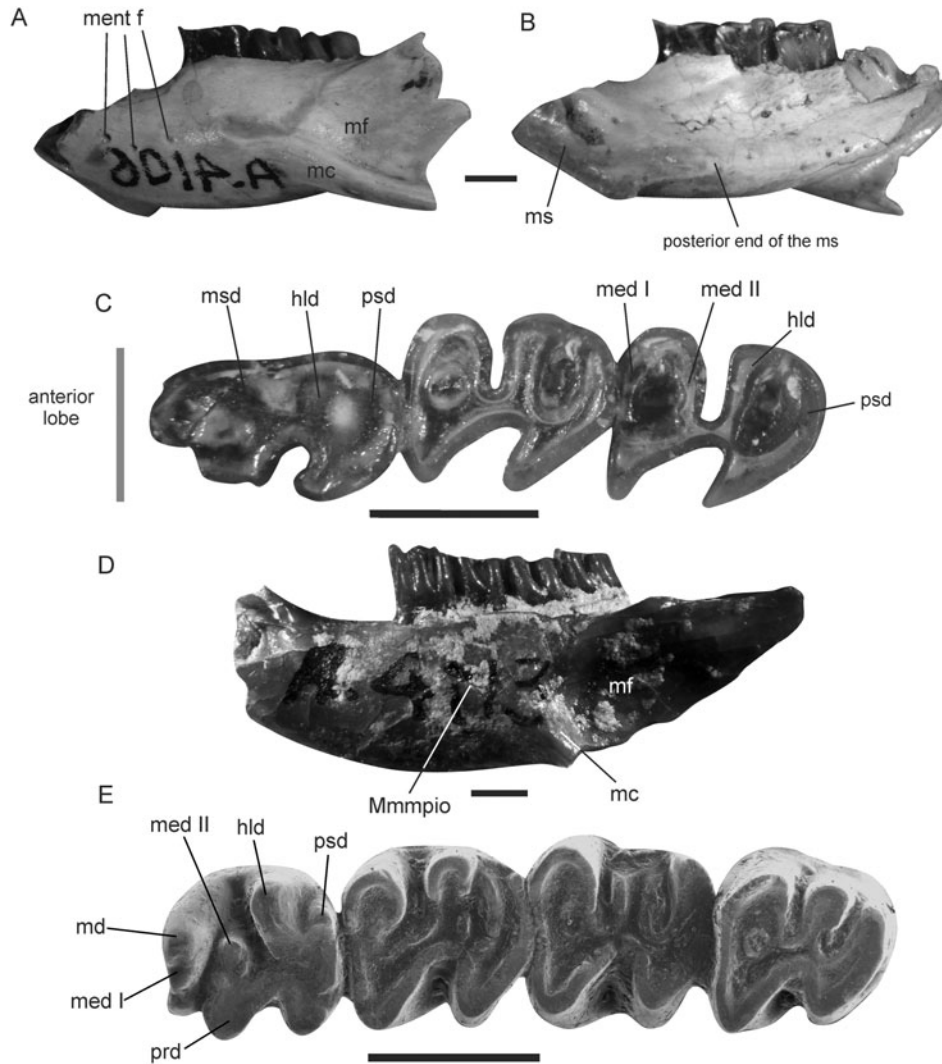 A
ment f
mf
mc
A-4106
B
ms
posterior end of the ms
C
msd
hld
psd
med I
med II
hld
psd
anterior
lobe
D
mf
Mmmpio
mc
E
med II
hld
psd
md
med I
prd